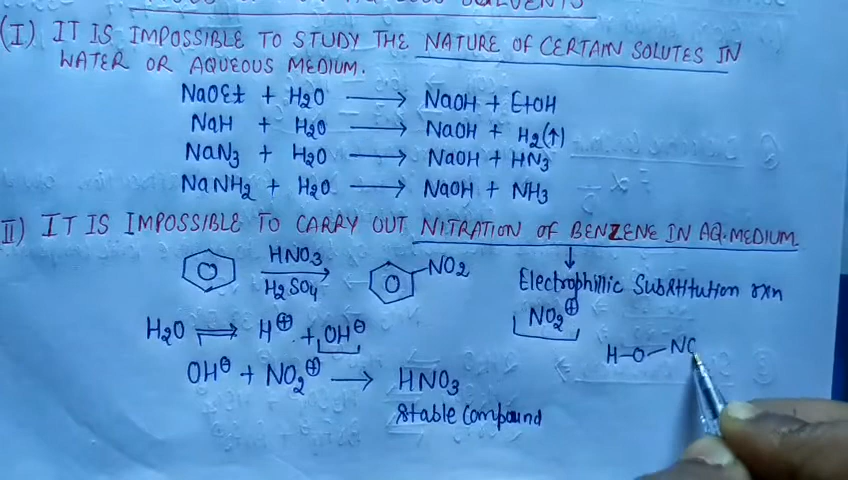 (I) IT IS IMPOSSIBLE TO STUDY THE NATURE OF CERTAIN SOLUTES IN
WATER OR AQUEOUS MEDIUM.
NaOEt + H₂O → NaOH + EtOH
NaH + H₂O → NaOH + H₂(↑)
NaN₃ + H₂O → NaOH + HN₃
NaNH₂ + H₂O → NaOH + NH₃
II) IT IS IMPOSSIBLE TO CARRY OUT NITRATION OF BENZENE IN AQ. MEDIUM.
HNO₃
H₂SO₄
NO₂
Electrophillic Substitution rxn
NO₂⊕
H₂O ⇌ H⊕ + OH⊖
H-O-NO
OH⊖ + NO₂⊕ → HNO₃
Stable Compound